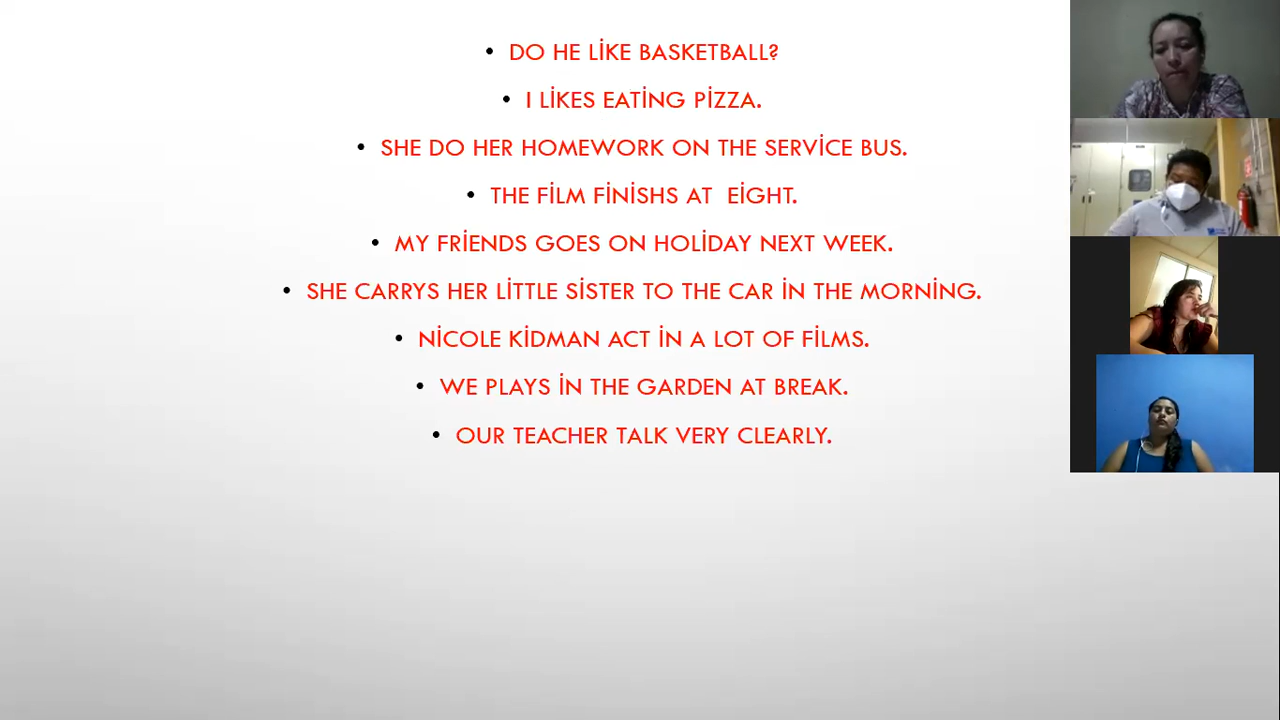 • DO HE LİKE BASKETBALL?
• I LİKES EATİNG PİZZA.
• SHE DO HER HOMEWORK ON THE SERVİCE BUS.
• THE FİLM FİNİSHS AT  EİGHT.
• MY FRİENDS GOES ON HOLİDAY NEXT WEEK.
• SHE CARRYS HER LİTTLE SİSTER TO THE CAR İN THE MORNİNG.
• NİCOLE KİDMAN ACT İN A LOT OF FİLMS.
• WE PLAYS İN THE GARDEN AT BREAK.
• OUR TEACHER TALK VERY CLEARLY.